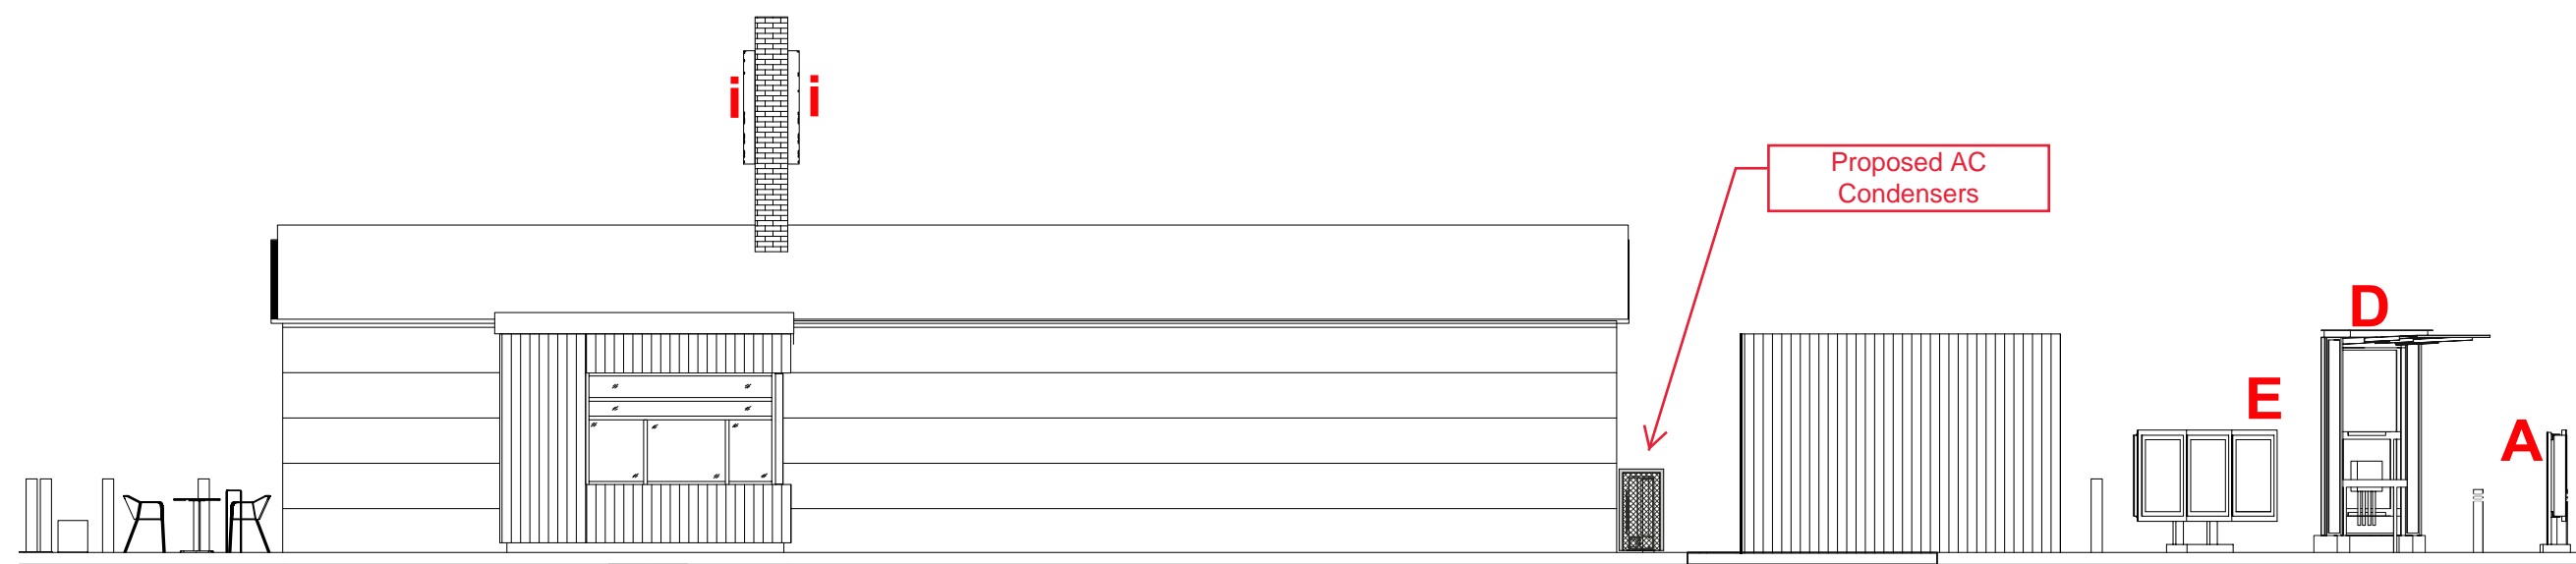 i i
Proposed AC
Condensers
D
E
A